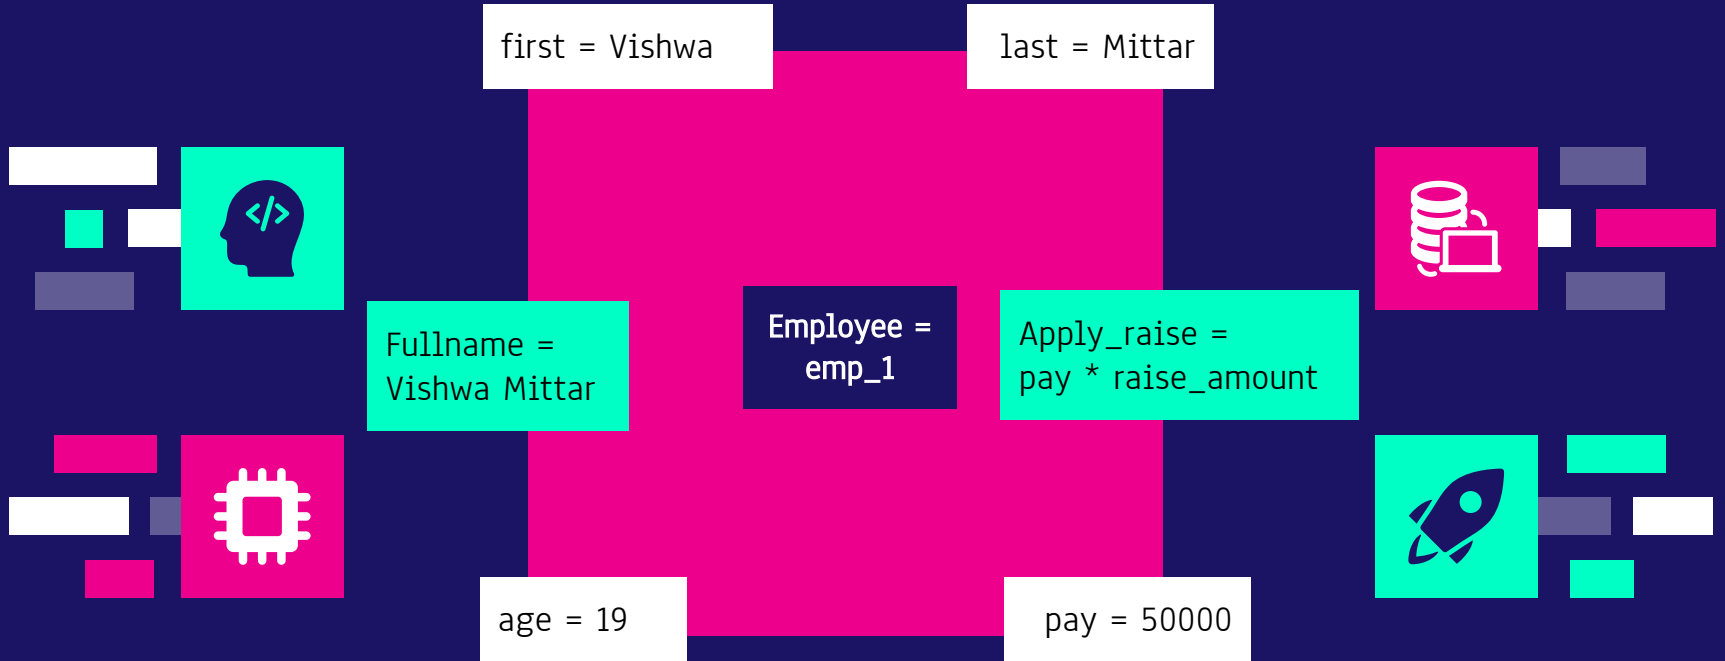 first = Vishwa
last = Mittar
</>
Fullname =
Vishwa Mittar
Employee =
emp_1
Apply_raise =
pay * raise_amount
age = 19
pay = 50000